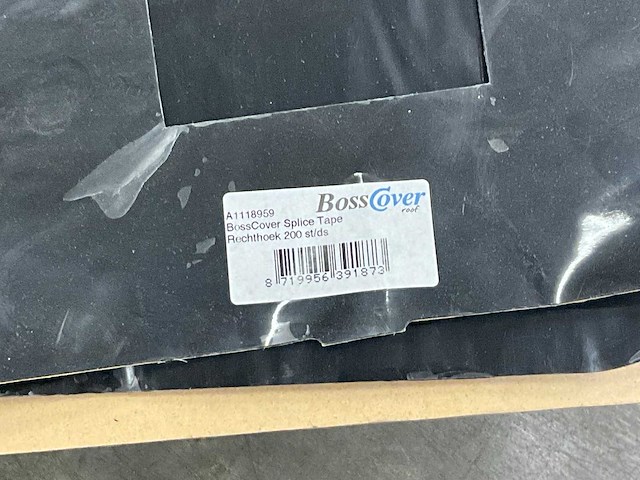 BossCover
roof
A1118959
BossCover Splice Tape
Rechthoek 200 st/ds
8 719956 391873